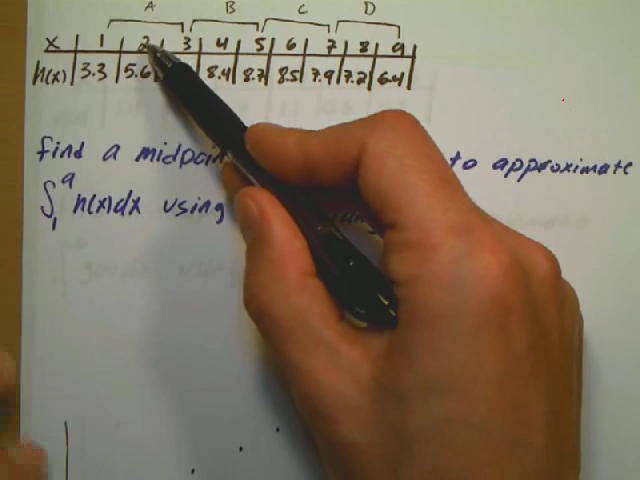 A B C D
x 1 2 3 4 5 6 7 8 9
h(x) 3.3 5.6 8.4 8.7 8.5 7.9 7.2 6.4
find a to approximate
∫₁⁹ h(x)dx using